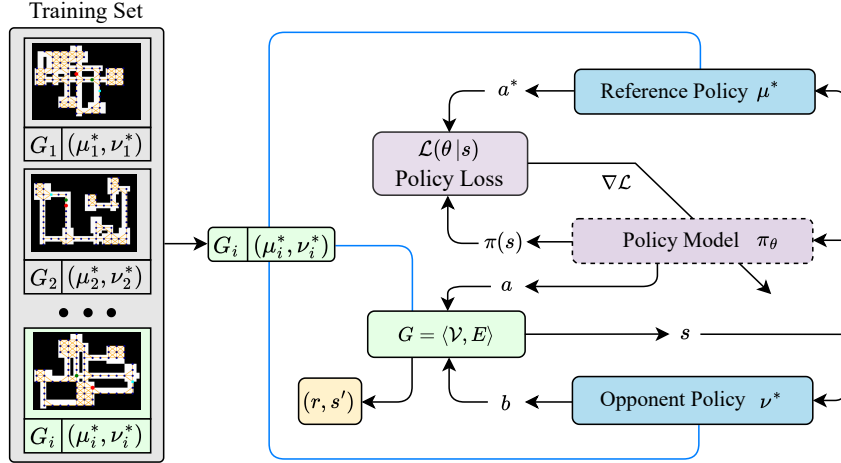 Training Set
G₁ (μ₁*, ν₁*)
G₂ (μ₂*, ν₂*)
• • •
Gᵢ (μᵢ*, νᵢ*)
Gᵢ (μᵢ*, νᵢ*)
a* Reference Policy μ*
ℒ(θ|s)
Policy Loss
∇ℒ
π(s) Policy Model π_θ
a
G = ⟨𝒱, E⟩ s
(r, s′) b Opponent Policy ν*